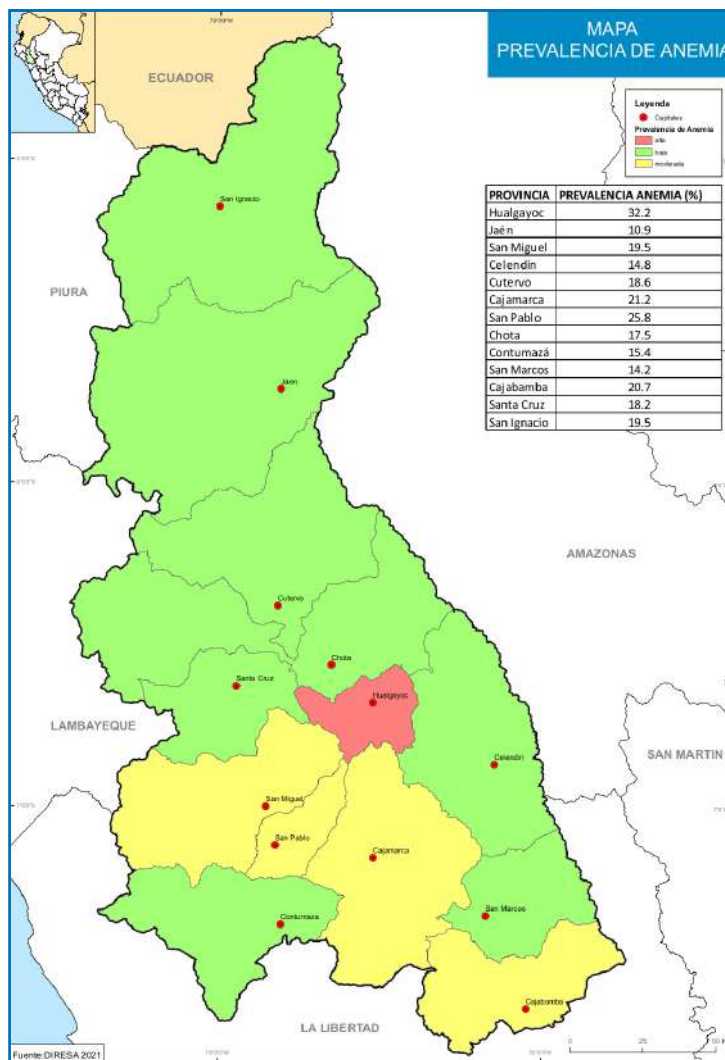 MAPA
PREVALENCIA DE ANEMIA
ECUADOR
Leyenda
Capitales
Prevalencia de Anemia
alta
baja
moderada
PROVINCIA PREVALENCIA ANEMIA (%)
Hualgayoc 32.2
Jaén 10.9
San Miguel 19.5
Celendín 14.8
Cutervo 18.6
Cajamarca 21.2
San Pablo 25.8
Chota 17.5
Contumazá 15.4
San Marcos 14.2
Cajabamba 20.7
Santa Cruz 18.2
San Ignacio 19.5
San Ignacio
PIURA
Jaen
AMAZONAS
Cutervo
Chota
Santa Cruz
Hualgayoc
LAMBAYEQUE
SAN MARTIN
Celendin
San Miguel
San Pablo
Cajamarca
San Marcos
Contumaza
Cajabamba
LA LIBERTAD
0 25 50
Fuente:DIRESA 2021